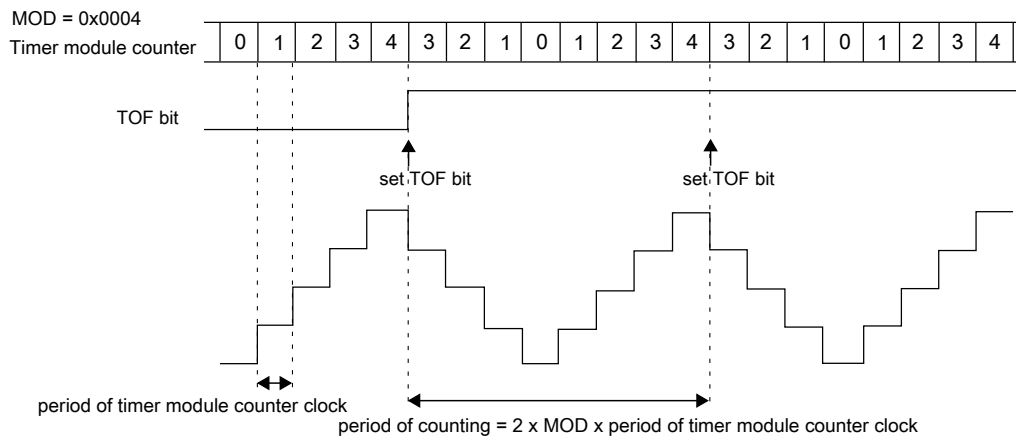 MOD = 0x0004
Timer module counter
0 1 2 3 4 3 2 1 0 1 2 3 4 3 2 1 0 1 2 3 4
TOF bit
set TOF bit set TOF bit
period of timer module counter clock
period of counting = 2 x MOD x period of timer module counter clock